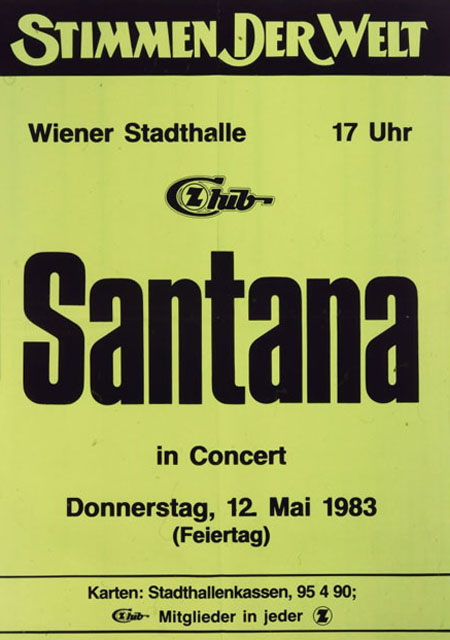 STIMMEN DER WELT
Wiener Stadthalle 17 Uhr
Z Club
Santana
in Concert
Donnerstag, 12. Mai 1983
(Feiertag)
Karten: Stadthallenkassen, 95 4 90;
Z Club Mitglieder in jeder Z